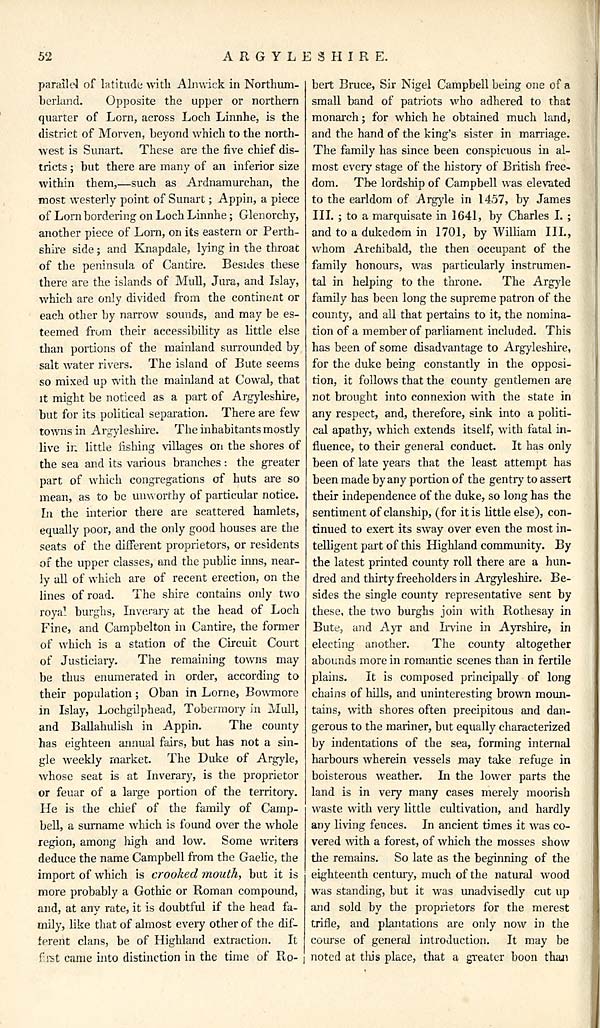 52
ARGYLESHIRE.
parallel of latitude with Alnwick in Northum-
berland. Opposite the upper or northern
quarter of Lorn, across Loch Linnhe, is the
district of Morven, beyond which to the north-
west is Sunart. These are the five chief dis-
tricts; but there are many of an inferior size
within them,—such as Ardnamurchan, the
most westerly point of Sunart; Appin, a piece
of Lorn bordering on Loch Linnhe; Glenorchy,
another piece of Lorn, on its eastern or Perth-
shire side; and Knapdale, lying in the throat
of the peninsula of Cantire. Besides these
there are the islands of Mull, Jura, and Islay,
which are only divided from the continent or
each other by narrow sounds, and may be es-
teemed from their accessibility as little else
than portions of the mainland surrounded by
salt water rivers. The island of Bute seems
so mixed up with the mainland at Cowal, that
it might be noticed as a part of Argyleshire,
but for its political separation. There are few
towns in Argyleshire. The inhabitants mostly
live in little fishing villages on the shores of
the sea and its various branches: the greater
part of which congregations of huts are so
mean, as to be unworthy of particular notice.
In the interior there are scattered hamlets,
equally poor, and the only good houses are the
seats of the different proprietors, or residents
of the upper classes, and the public inns, near-
ly all of which are of recent erection, on the
lines of road. The shire contains only two
royal burghs, Inverary at the head of Loch
Fine, and Campbelton in Cantire, the former
of which is a station of the Circuit Court
of Justiciary. The remaining towns may
be thus enumerated in order, according to
their population; Oban in Lorne, Bowmore
in Islay, Lochgilphead, Tobermory in Mull,
and Ballahulish in Appin. The county
has eighteen annual fairs, but has not a sin-
gle weekly market. The Duke of Argyle,
whose seat is at Inverary, is the proprietor
or feuar of a large portion of the territory.
He is the chief of the family of Camp-
bell, a surname which is found over the whole
region, among high and low. Some writers
deduce the name Campbell from the Gaelic, the
import of which is crooked mouth, but it is
more probably a Gothic or Roman compound,
and, at any rate, it is doubtful if the head fa-
mily, like that of almost every other of the dif-
ferent clans, be of Highland extraction. It
first came into distinction in the time of Ro-
bert Bruce, Sir Nigel Campbell being one of a
small band of patriots who adhered to that
monarch; for which he obtained much land,
and the hand of the king's sister in marriage.
The family has since been conspicuous in al-
most every stage of the history of British free-
dom. The lordship of Campbell was elevated
to the earldom of Argyle in 1457, by James
III.; to a marquisate in 1641, by Charles I.;
and to a dukedom in 1701, by William III.,
whom Archibald, the then occupant of the
family honours, was particularly instrumen-
tal in helping to the throne. The Argyle
family has been long the supreme patron of the
county, and all that pertains to it, the nomina-
tion of a member of parliament included. This
has been of some disadvantage to Argyleshire,
for the duke being constantly in the opposi-
tion, it follows that the county gentlemen are
not brought into connexion with the state in
any respect, and, therefore, sink into a politi-
cal apathy, which extends itself, with fatal in-
fluence, to their general conduct. It has only
been of late years that the least attempt has
been made by any portion of the gentry to assert
their independence of the duke, so long has the
sentiment of clanship, (for it is little else), con-
tinued to exert its sway over even the most in-
telligent part of this Highland community. By
the latest printed county roll there are a hun-
dred and thirty freeholders in Argyleshire. Be-
sides the single county representative sent by
these, the two burghs join with Rothesay in
Bute, and Ayr and Irvine in Ayrshire, in
electing another. The county altogether
abounds more in romantic scenes than in fertile
plains. It is composed principally of long
chains of hills, and uninteresting brown moun-
tains, with shores often precipitous and dan-
gerous to the mariner, but equally characterized
by indentations of the sea, forming internal
harbours wherein vessels may take refuge in
boisterous weather. In the lower parts the
land is in very many cases merely moorish
waste with very little cultivation, and hardly
any living fences. In ancient times it was co-
vered with a forest, of which the mosses show
the remains. So late as the beginning of the
eighteenth century, much of the natural wood
was standing, but it was unadvisedly cut up
and sold by the proprietors for the merest
trifle, and plantations are only now in the
course of general introduction. It may be
noted at this place, that a greater boon than